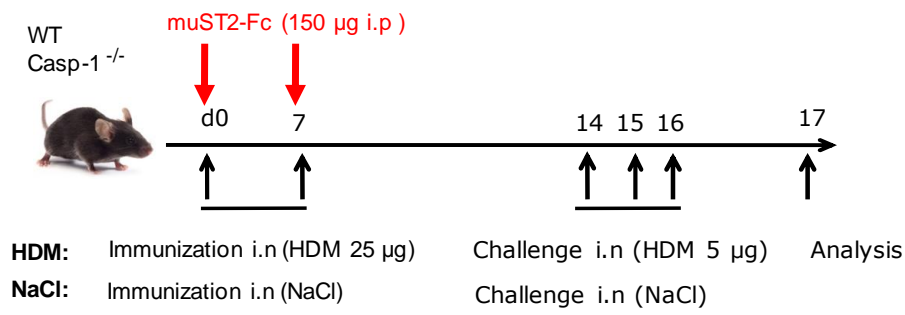 muST2-Fc (150 µg i.p )
WT
Casp-1 -/-
d0 7 14 15 16 17
HDM: Immunization i.n (HDM 25 µg) Challenge i.n (HDM 5 µg) Analysis
NaCl: Immunization i.n (NaCl) Challenge i.n (NaCl)